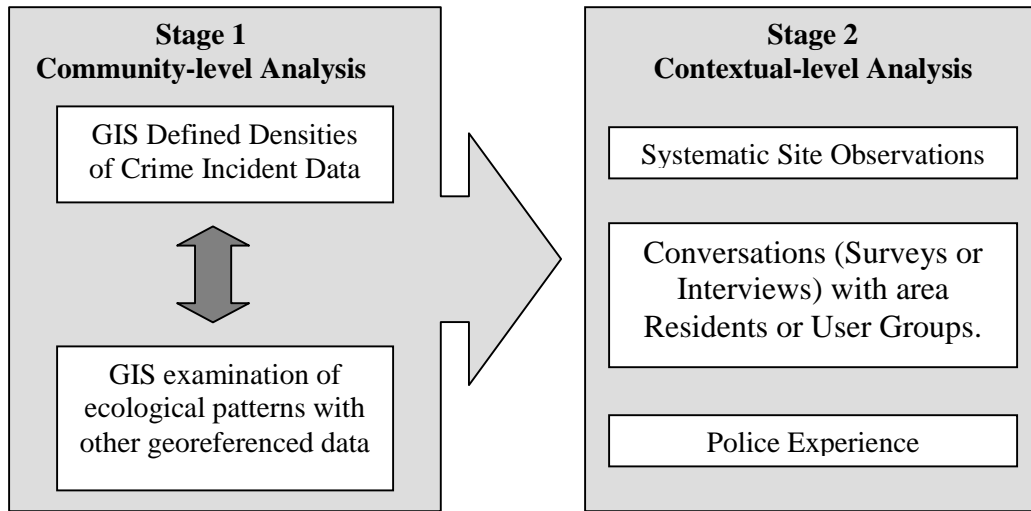 Stage 1
Community-level Analysis
GIS Defined Densities
of Crime Incident Data
GIS examination of
ecological patterns with
other georeferenced data
Stage 2
Contextual-level Analysis
Systematic Site Observations
Conversations (Surveys or
Interviews) with area
Residents or User Groups.
Police Experience